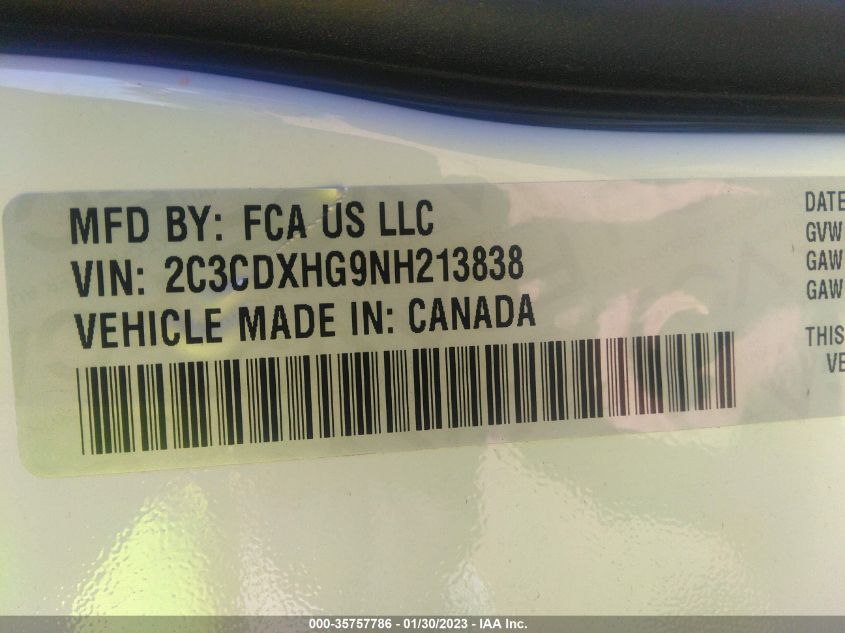 MFD BY: FCA US LLC
VIN: 2C3CDXHG9NH213838
VEHICLE MADE IN: CANADA
DATE
GVW
GAW
GAW
THIS
VE
000-35757786 - 01/30/2023 - IAA Inc.